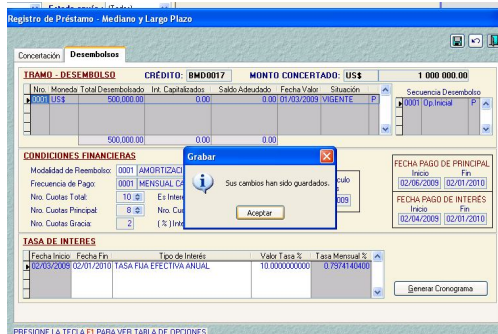 Registro de Préstamo - Mediano y Largo Plazo
Concertación Desembolsos
TRAMO - DESEMBOLSO CRÉDITO: BMD0017 MONTO CONCERTADO: US$ 1 000 000.00
Nro. Moneda Total Desembolsado Int. Capitalizados Saldo Adeudado Fecha Valor Situación
0001 US$ 500,000.00 0.00 0.00 01/03/2009 VIGENTE P
500,000.00 0.00 0.00
Secuencia Desembolso
0001 Op.Inicial P
CONDICIONES FINANCIERAS
Modalidad de Reembolso: 0001 AMORTIZACI
Frecuencia de Pago: 0001 MENSUAL CA
Nro. Cuotas Total: 10 Es Inter
Nro. Cuotas Principal: 8 Nro. Cuo
Nro. Cuotas Gracia: 2 ( % ) Inte
Grabar
Sus cambios han sido guardados.
Aceptar
FECHA PAGO DE PRINCIPAL
Inicio Fin
02/06/2009 02/01/2010
FECHA PAGO DE INTERÉS
Inicio Fin
02/04/2009 02/01/2010
TASA DE INTERES
Fecha Inicio Fecha Fin Tipo de Interés Valor Tasa % Tasa Mensual %
02/03/2009 02/01/2010 TASA FIJA EFECTIVA ANUAL 10.0000000000 0.7974140400
Generar Cronograma
PRESIONE LA TECLA F1 PARA VER TABLA DE OPCIONES